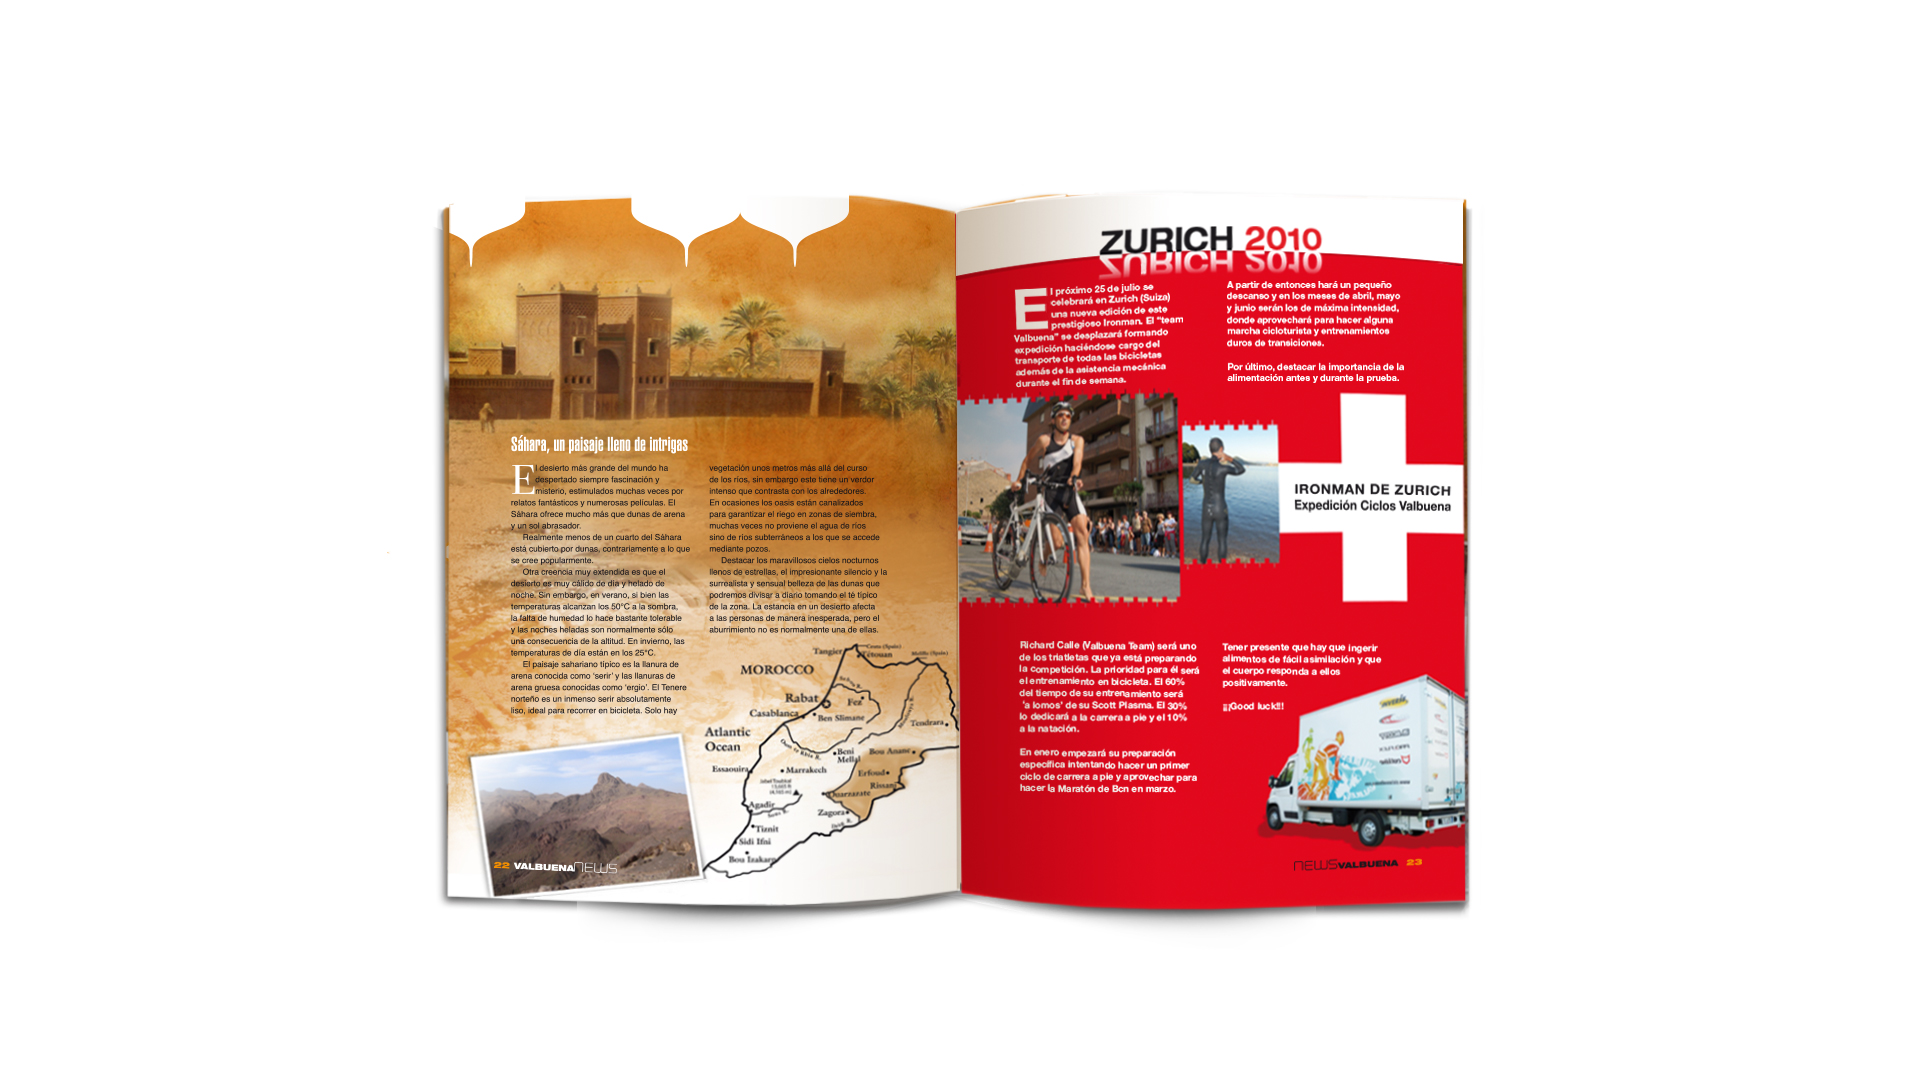 Sáhara, un paisaje lleno de intrigas
El desierto más grande del mundo ha
despertado siempre fascinación y
misterio, estimulados muchas veces por
relatos fantásticos y numerosas películas. El
Sáhara ofrece mucho más que dunas de arena
y un sol abrasador.
Realmente menos de un cuarto del Sáhara
está cubierto por dunas, contrariamente a lo que
se cree popularmente.
Otra creencia muy extendida es que el
desierto es muy cálido de día y helado de
noche. Sin embargo, en verano, si bien las
temperaturas alcanzan los 50°C a la sombra,
la falta de humedad lo hace bastante tolerable
y las noches heladas son normalmente sólo
una consecuencia de la altitud. En invierno, las
temperaturas de día están en los 25°C.
El paisaje sahariano típico es la llanura de
arena conocida como 'serir' y las llanuras de
arena gruesa conocidas como 'ergio'. El Tenere
norteño es un inmenso serir absolutamente
liso, ideal para recorrer en bicicleta. Solo hay
vegetación unos metros más allá del curso
de los ríos, sin embargo este tiene un verdor
intenso que contrasta con los alrededores.
En ocasiones los oasis están canalizados
para garantizar el riego en zonas de siembra,
muchas veces no proviene el agua de ríos
sino de ríos subterráneos a los que se accede
mediante pozos.
Destacar los maravillosos cielos nocturnos
llenos de estrellas, el impresionante silencio y la
surrealista y sensual belleza de las dunas que
podremos divisar a diario tomando el té típico
de la zona. La estancia en un desierto afecta
a las personas de manera inesperada, pero el
aburrimiento no es normalmente una de ellas.
Ceuta (Spain)
Tangier
Tétouan
Melilla (Spain)
MOROCCO
Rabat
Fez
Casablanca
Ben Slimane
Tendrara
Atlantic
Ocean
Beni
Mellal
Bou Anane
Essaouira
Marrakech
Erfoud
Rissani
Ouarzazate
Agadir
Zagora
Tiznit
Sidi Ifni
Bou Izakarn
22 VALBUENA NEWS
ZURICH 2010
El próximo 25 de julio se
celebrará en Zurich (Suiza)
una nueva edición de este
prestigioso Ironman. El "team
Valbuena" se desplazará formando
expedición haciéndose cargo del
transporte de todas las bicicletas
además de la asistencia mecánica
durante el fin de semana.
A partir de entonces hará un pequeño
descanso y en los meses de abril, mayo
y junio serán los de máxima intensidad,
donde aprovechará para hacer alguna
marcha cicloturista y entrenamientos
duros de transiciones.
Por último, destacar la importancia de la
alimentación antes y durante la prueba.
IRONMAN DE ZURICH
Expedición Ciclos Valbuena
Richard Calle (Valbuena Team) será uno
de los triatletas que ya está preparando
la competición. La prioridad para él será
el entrenamiento en bicicleta. El 60%
del tiempo de su entrenamiento será
'a lomos' de su Scott Plasma. El 30%
lo dedicará a la carrera a pie y el 10%
a la natación.
En enero empezará su preparación
específica intentando hacer un primer
ciclo de carrera a pie y aprovechar para
hacer la Maratón de Bcn en marzo.
Tener presente que hay que ingerir
alimentos de fácil asimilación y que
el cuerpo responda a ellos
positivamente.
¡¡¡Good luck!!!
NEWS VALBUENA 23